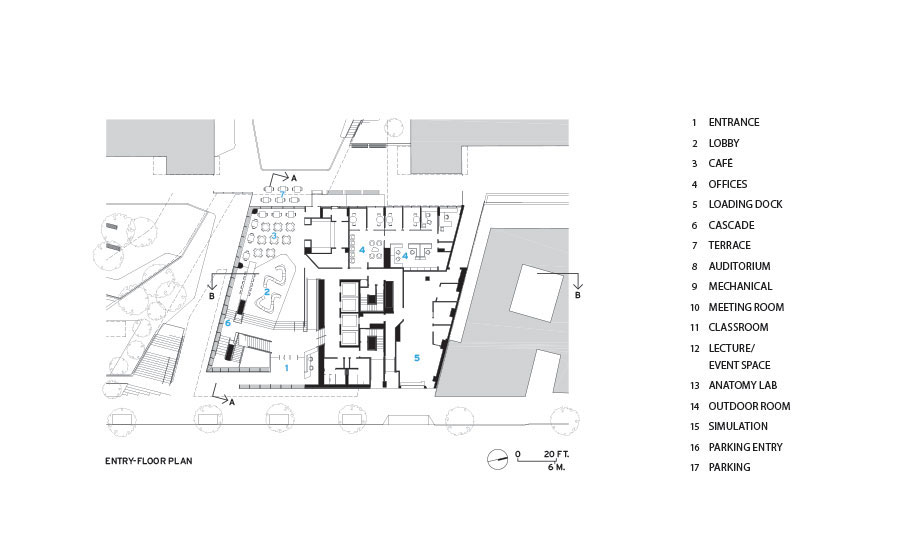 A
7
3
4
4
2
B
B
6
5
1
A
ENTRY-FLOOR PLAN
0 20 FT.
6 M.
1 ENTRANCE
2 LOBBY
3 CAFÉ
4 OFFICES
5 LOADING DOCK
6 CASCADE
7 TERRACE
8 AUDITORIUM
9 MECHANICAL
10 MEETING ROOM
11 CLASSROOM
12 LECTURE/
EVENT SPACE
13 ANATOMY LAB
14 OUTDOOR ROOM
15 SIMULATION
16 PARKING ENTRY
17 PARKING